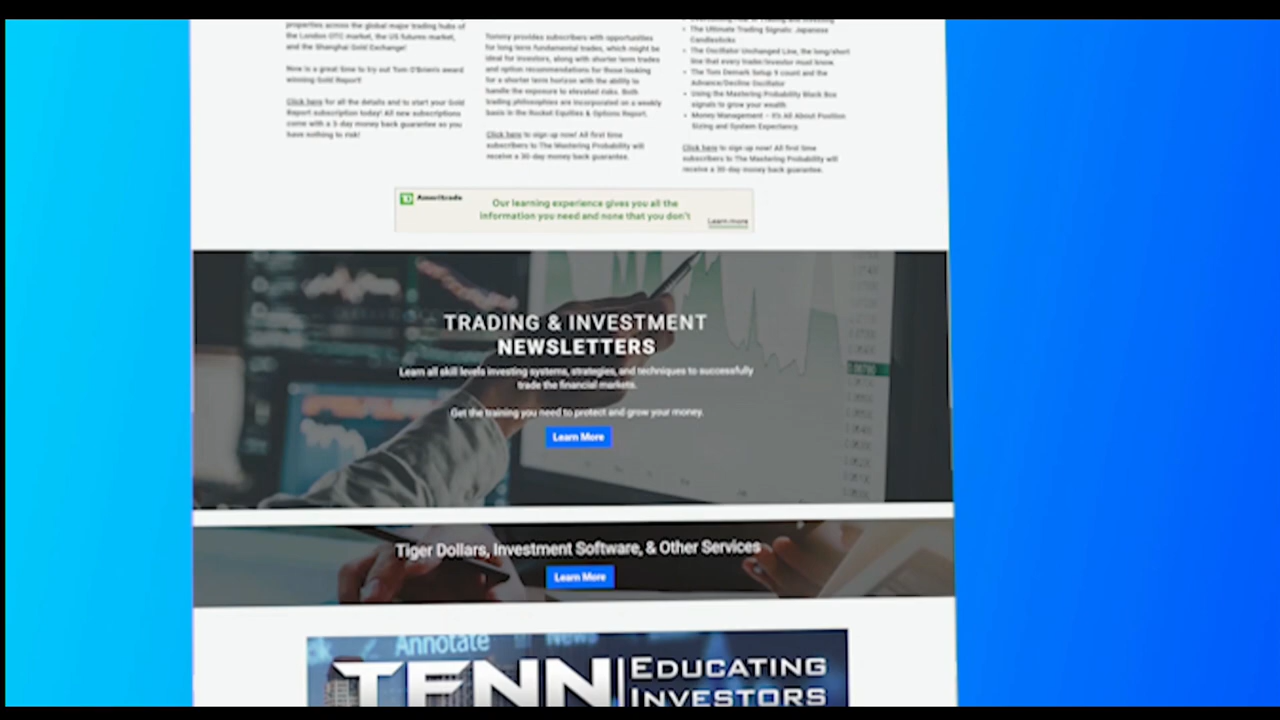 properties across the global major trading hubs of
the London OTC market, the US futures market,
and the Shanghai Gold Exchange!
Now is a great time to try out Tom O'Brien's award
winning Gold Report!
Click here for all the details and to start your Gold
Report subscription today! All new subscriptions
come with a 3-day money back guarantee so you
have nothing to risk!
Tommy provides subscribers with opportunities
for long term fundamental trades, which might be
ideal for investors, along with shorter term trades
and option recommendations for those looking
for a shorter term horizon with the ability to
handle the exposure to elevated risks. Both
trading philosophies are incorporated on a weekly
basis in the Rocket Equities & Options Report.
Click here to sign up now! All first time
subscribers to The Mastering Probability will
receive a 30-day money back guarantee.
• The Ultimate Trading Signals: Japanese
Candlesticks
• The Oscillator Unchanged Line, the long/short
line that every trader/investor must know.
• The Tom Demark Setup 9 count and the
Advance/Decline Oscillator
• Using the Mastering Probability Black Box
signals to grow your wealth
• Money Management – It's All About Position
Sizing and System Expectancy.
Click here to sign up now! All first time
subscribers to The Mastering Probability will
receive a 30-day money back guarantee.
TD Ameritrade
Our learning experience gives you all the
information you need and none that you don't
Learn more
TRADING & INVESTMENT
NEWSLETTERS
Learn all skill levels investing systems, strategies, and techniques to successfully
trade the financial markets.
Get the training you need to protect and grow your money.
Learn More
Tiger Dollars, Investment Software, & Other Services
Learn More
Annotate News
TFNN EDUCATING
INVESTORS